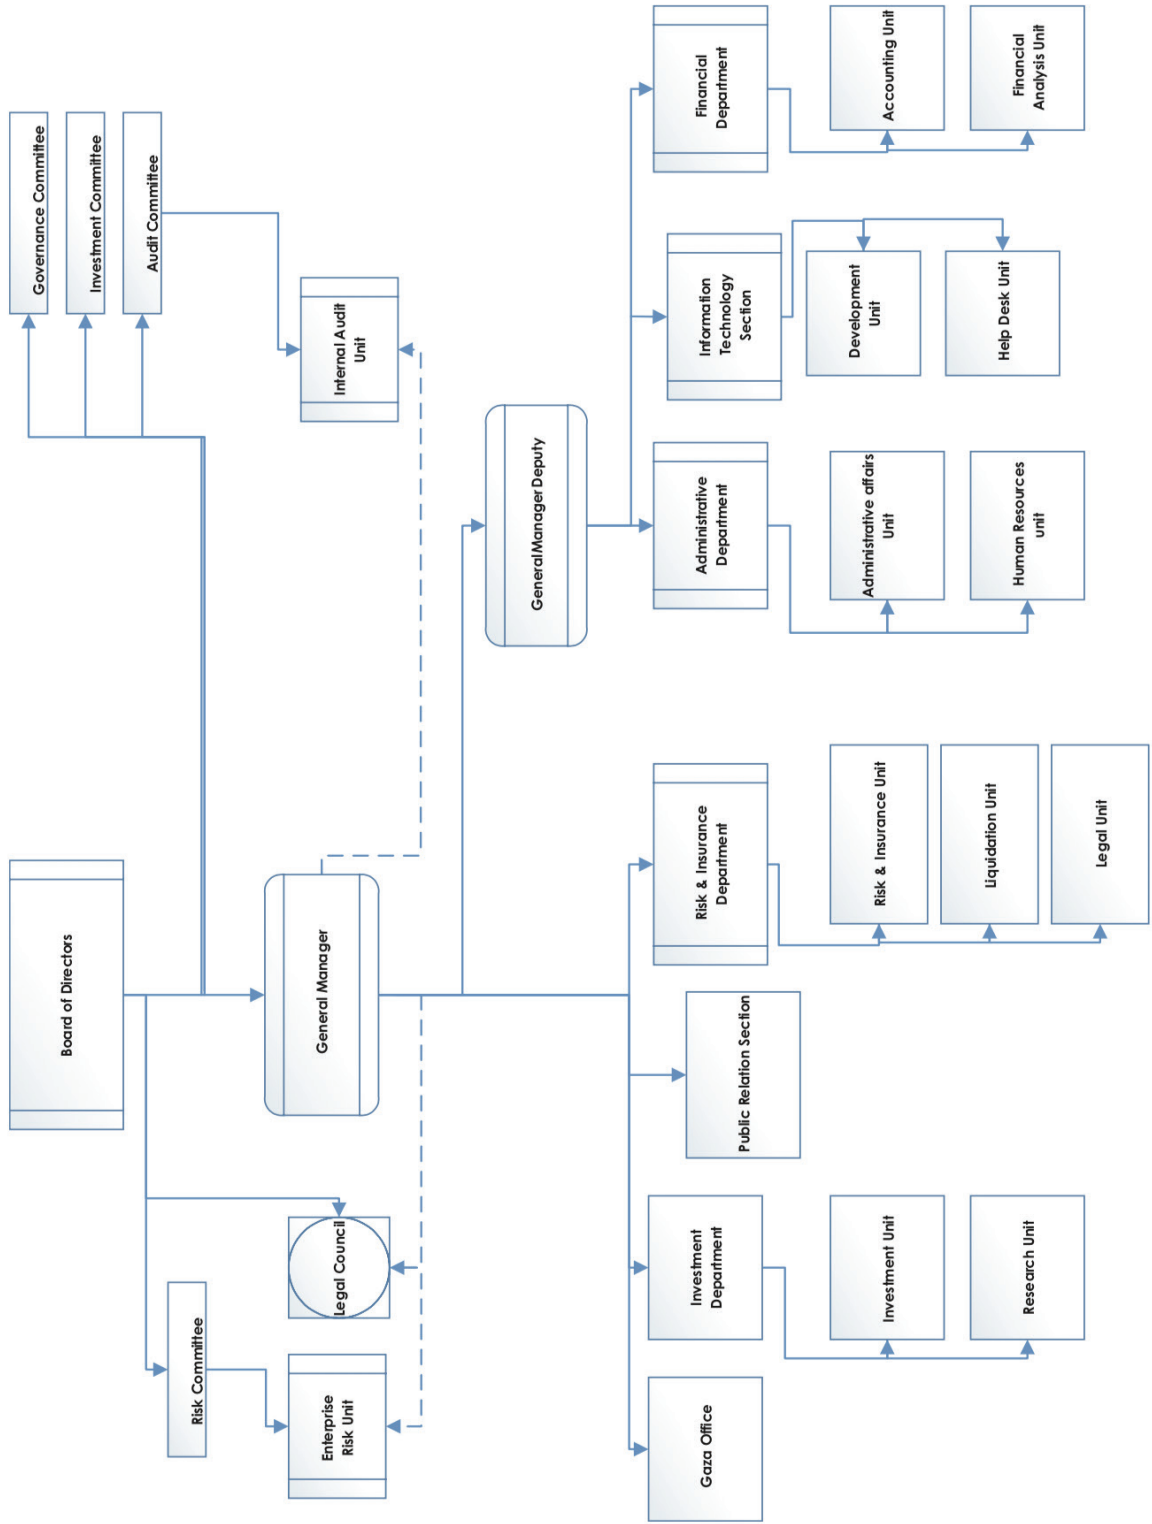 Board of Directors
Governance Committee
Investment Committee
Audit Committee
Risk Committee
Legal Council
General Manager
Internal Audit
Unit
Enterprise
Risk Unit
General Manager Deputy
Gaza Office
Investment
Department
Public Relation Section
Risk & Insurance
Department
Administrative
Department
Information
Technology
Section
Financial
Department
Investment Unit
Research Unit
Risk & Insurance Unit
Liquidation Unit
Legal Unit
Administrative affairs
Unit
Human Resources
unit
Development
Unit
Help Desk Unit
Accounting Unit
Financial
Analysis Unit